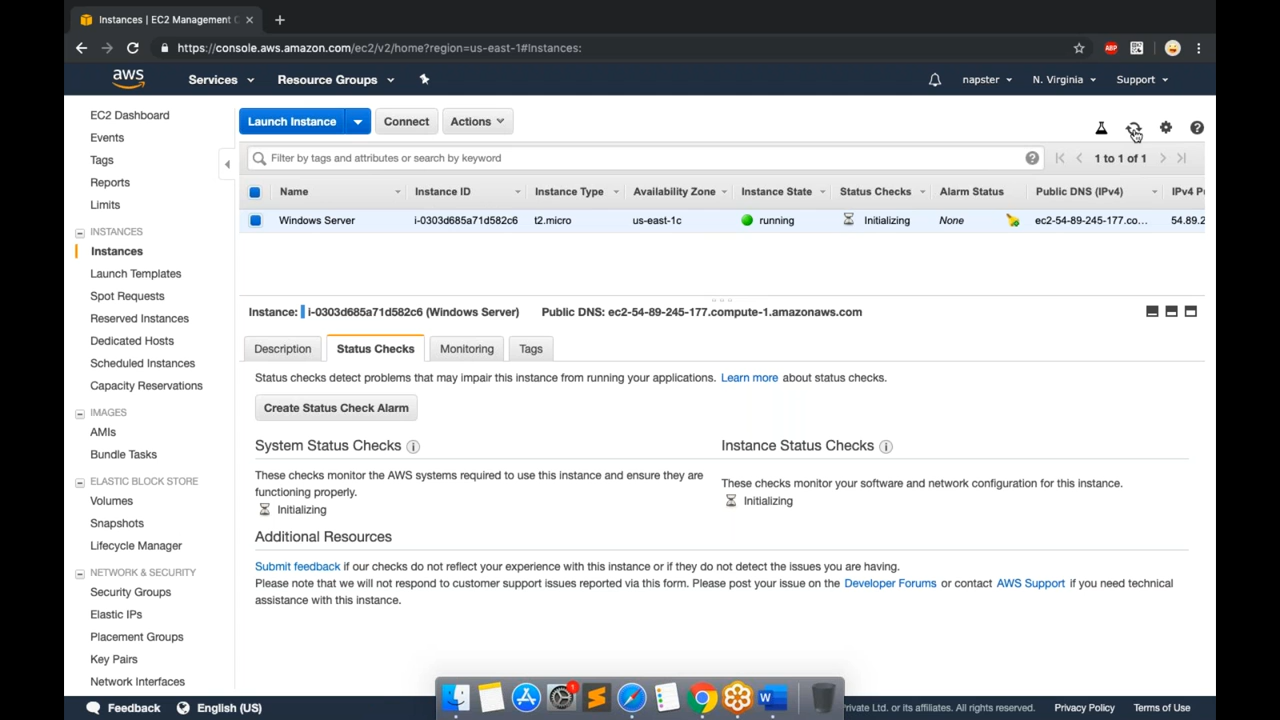 Instances | EC2 Management C
https://console.aws.amazon.com/ec2/v2/home?region=us-east-1#Instances:
ABP
aws
Services
Resource Groups
napster
N. Virginia
Support
EC2 Dashboard
Events
Tags
Reports
Limits
INSTANCES
Instances
Launch Templates
Spot Requests
Reserved Instances
Dedicated Hosts
Scheduled Instances
Capacity Reservations
IMAGES
AMIs
Bundle Tasks
ELASTIC BLOCK STORE
Volumes
Snapshots
Lifecycle Manager
NETWORK & SECURITY
Security Groups
Elastic IPs
Placement Groups
Key Pairs
Network Interfaces
Launch Instance
Connect
Actions
Filter by tags and attributes or search by keyword
1 to 1 of 1
Name Instance ID Instance Type Availability Zone Instance State Status Checks Alarm Status Public DNS (IPv4) IPv4 P
Windows Server i-0303d685a71d582c6 t2.micro us-east-1c running Initializing None ec2-54-89-245-177.co... 54.89.2
Instance: i-0303d685a71d582c6 (Windows Server) Public DNS: ec2-54-89-245-177.compute-1.amazonaws.com
Description
Status Checks
Monitoring
Tags
Status checks detect problems that may impair this instance from running your applications. Learn more about status checks.
Create Status Check Alarm
System Status Checks
These checks monitor the AWS systems required to use this instance and ensure they are
functioning properly.
Initializing
Instance Status Checks
These checks monitor your software and network configuration for this instance.
Initializing
Additional Resources
Submit feedback if our checks do not reflect your experience with this instance or if they do not detect the issues you are having.
Please note that we will not respond to customer support issues reported via this form. Please post your issue on the Developer Forums or contact AWS Support if you need technical
assistance with this instance.
1
Feedback
English (US)
Private Ltd. or its affiliates. All rights reserved.
Privacy Policy
Terms of Use